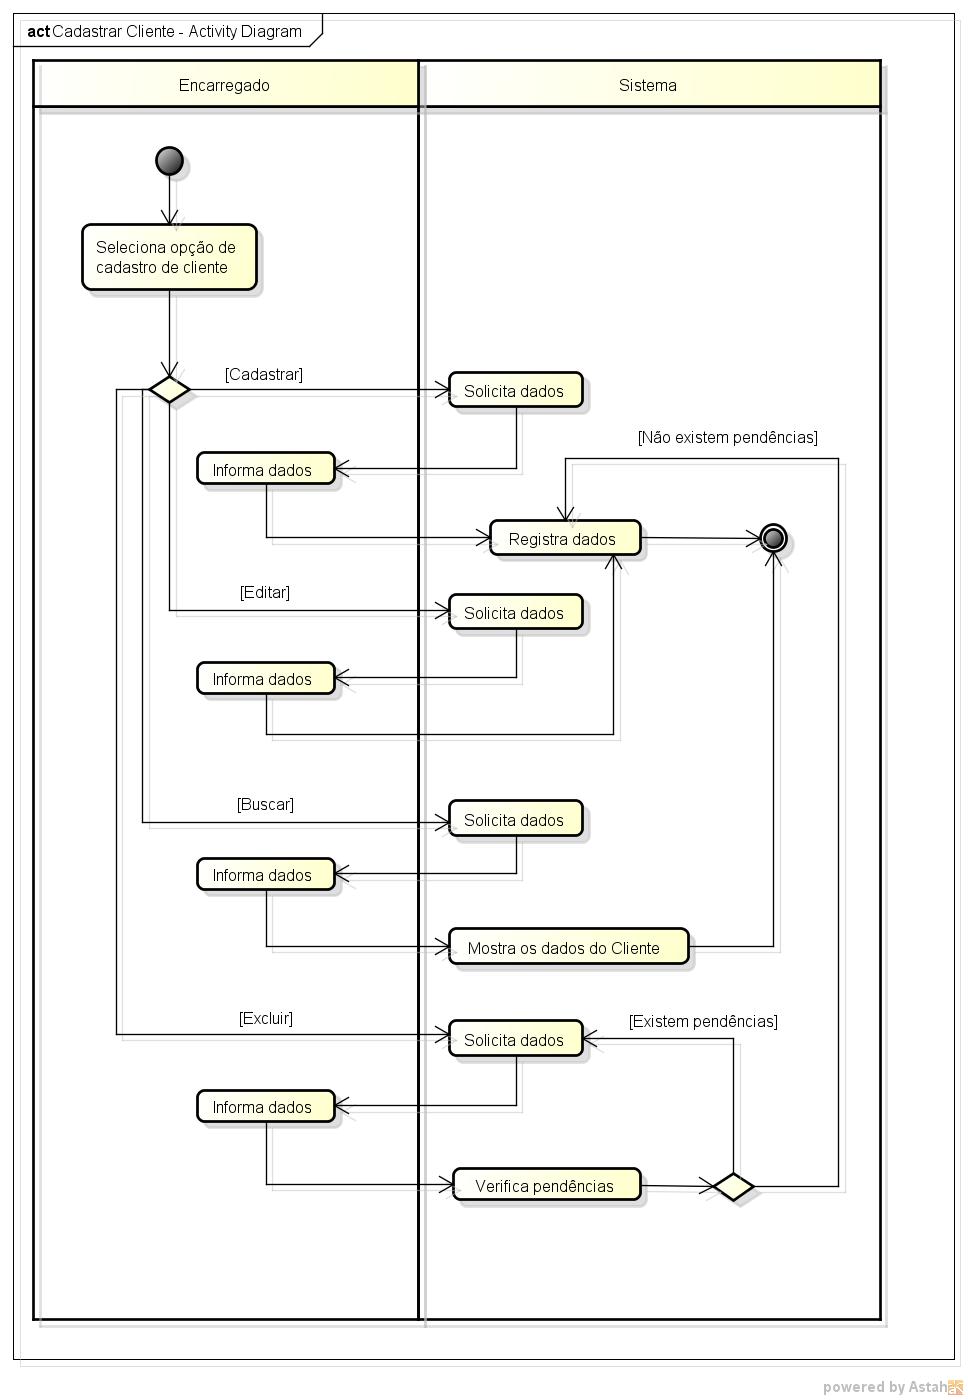 act Cadastrar Cliente - Activity Diagram
Encarregado
Sistema
Seleciona opção de
cadastro de cliente
[Cadastrar]
Solicita dados
[Não existem pendências]
Informa dados
Registra dados
[Editar]
Solicita dados
Informa dados
[Buscar]
Solicita dados
Informa dados
Mostra os dados do Cliente
[Excluir]
[Existem pendências]
Solicita dados
Informa dados
Verifica pendências
powered by Astah